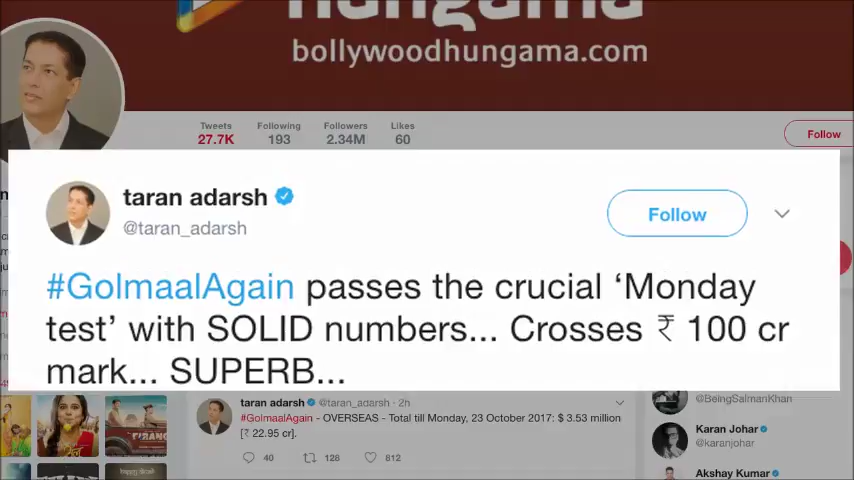 hungama
bollywoodhungama.com
Tweets Following Followers Likes
27.7K 193 2.34M 60
Follow
taran adarsh
@taran_adarsh
Follow
#GolmaalAgain passes the crucial ‘Monday
test’ with SOLID numbers... Crosses ₹ 100 cr
mark... SUPERB...
taran adarsh @taran_adarsh · 2h
#GolmaalAgain - OVERSEAS - Total till Monday, 23 October 2017: $ 3.53 million
[₹ 22.95 cr].
40 128 812
@BeingSalmanKhan
Karan Johar
@karanjohar
Akshay Kumar